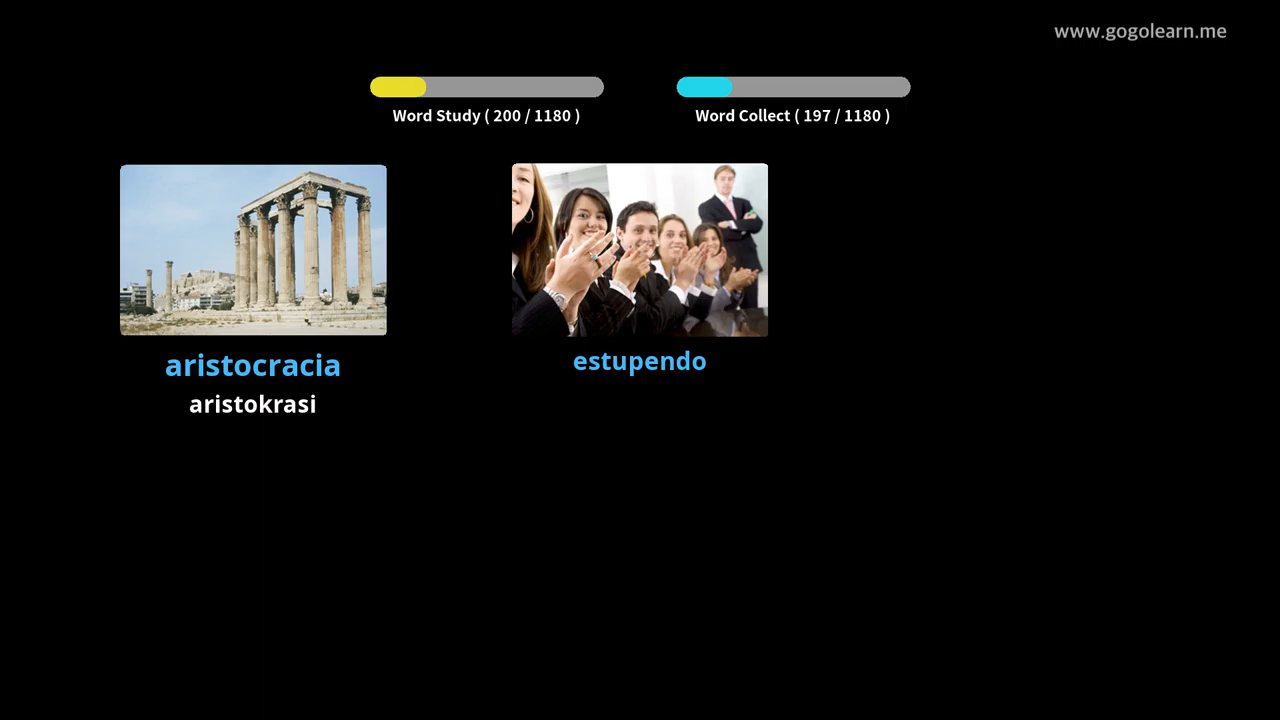 www.gogolearn.me
Word Study ( 200 / 1180 )
Word Collect ( 197 / 1180 )
aristocracia
aristokrasi
estupendo